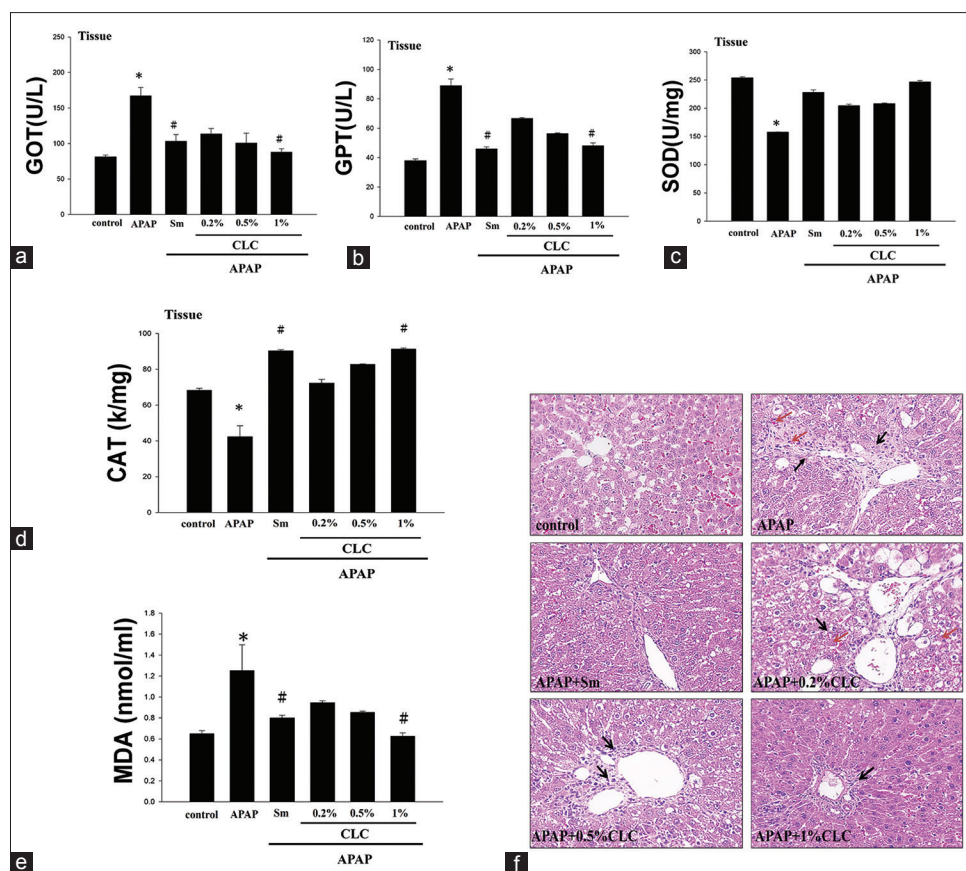 Tissue
GOT(U/L)
250
200
150
100
50
0
*
#
#
control APAP Sm 0.2% 0.5% 1%
CLC
APAP
a
Tissue
GPT(U/L)
120
100
80
60
40
20
0
*
#
#
control APAP Sm 0.2% 0.5% 1%
CLC
APAP
b
Tissue
SOD(U/mg)
300
250
200
150
100
50
0
*
control APAP Sm 0.2% 0.5% 1%
CLC
APAP
c
Tissue
CAT (k/mg)
100
80
60
40
20
0
*
#
#
control APAP Sm 0.2% 0.5% 1%
CLC
APAP
d
MDA (nmol/ml)
1.8
1.6
1.4
1.2
1.0
0.8
0.6
0.4
0.2
0.0
*
#
#
control APAP Sm 0.2% 0.5% 1%
CLC
APAP
e
control
APAP
APAP+Sm
APAP+0.2%CLC
APAP+0.5%CLC
APAP+1%CLC
f